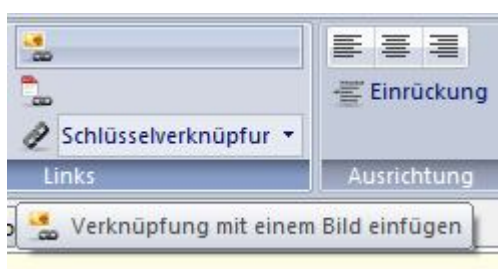 Einrückung
Schlüsselverknüpfur
Links
Ausrichtung
Verknüpfung mit einem Bild einfügen